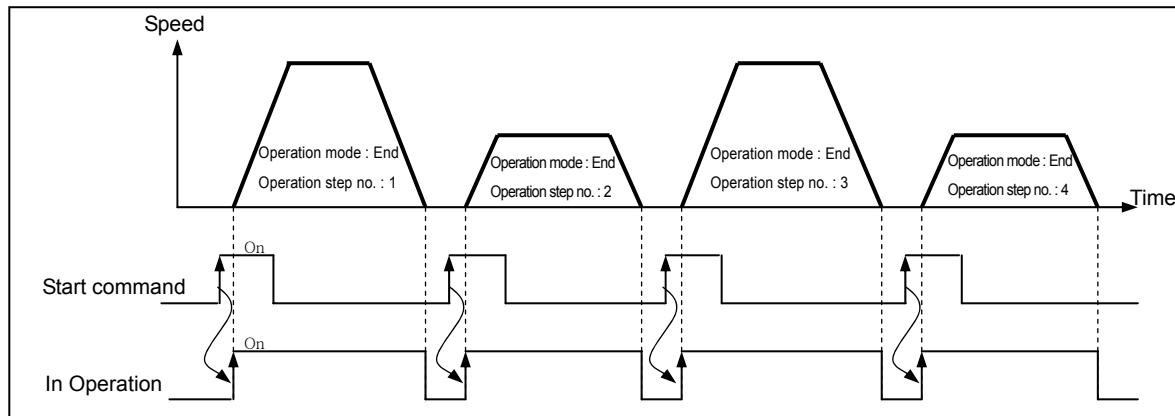 Speed
Operation mode : End
Operation step no. : 1
Operation mode : End
Operation step no. : 2
Operation mode : End
Operation step no. : 3
Operation mode : End
Operation step no. : 4
Time
On
Start command
On
In Operation